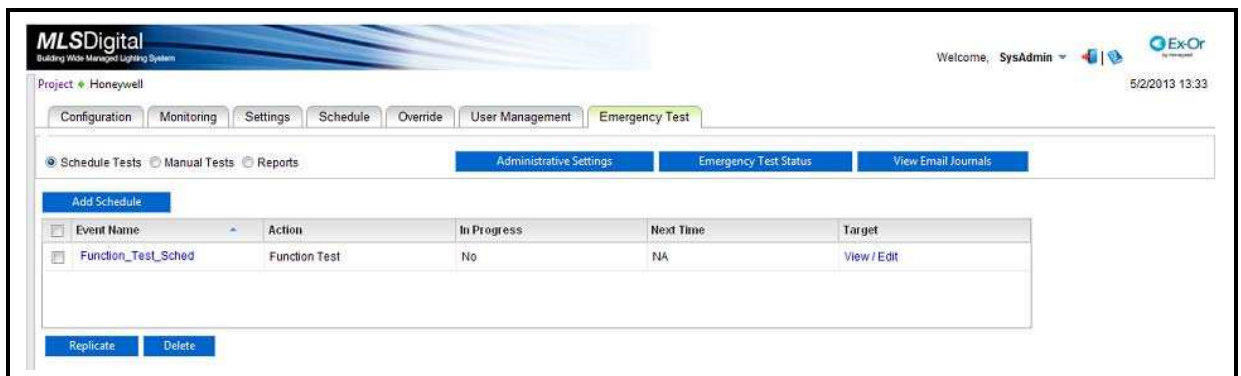 MLSDigital
Building Wide Managed Lighting System
Welcome, SysAdmin
Ex-Or
by Honeywell
Project Honeywell
5/2/2013 13:33
Configuration Monitoring Settings Schedule Override User Management Emergency Test
Schedule Tests Manual Tests Reports Administrative Settings Emergency Test Status View Email Journals
Add Schedule
Event Name Action In Progress Next Time Target
Function_Test_Sched Function Test No NA View / Edit
Replicate Delete